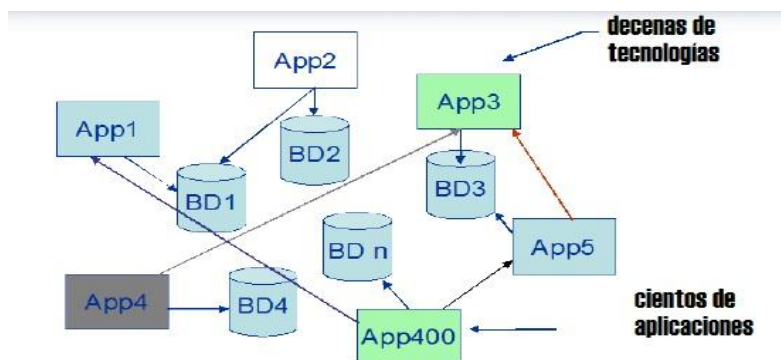 decenas de
tecnologías
App2
App3
App1
BD2
BD1
BD3
BD n
App5
App4
BD4
App400
cientos de
aplicaciones